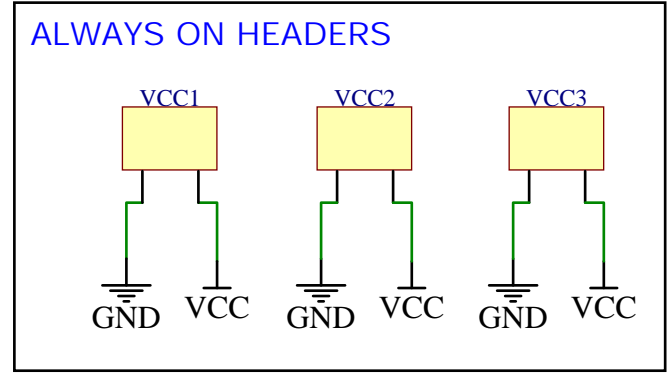 ALWAYS ON HEADERS
VCC1 VCC2 VCC3
GND VCC GND VCC GND VCC